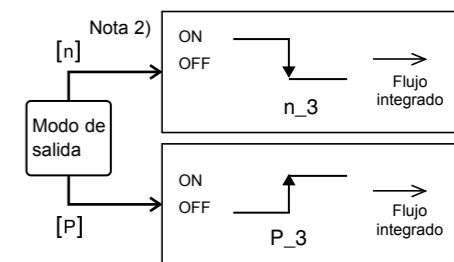 Nota 2)
[n]
ON
OFF
n_3
Flujo
integrado
Modo de
salida
[P]
ON
OFF
P_3
Flujo
integrado